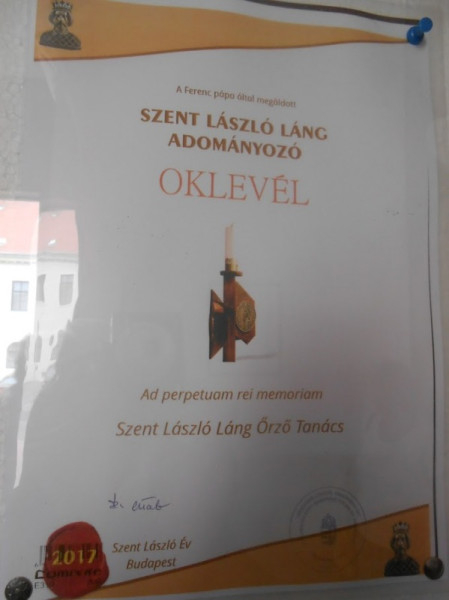 A Ferenc pápa által megáldott
SZENT LÁSZLÓ LÁNG
ADOMÁNYOZÓ
OKLEVÉL
Ad perpetuam rei memoriam
Szent László Láng Őrző Tanács
2017
Szent László Év
Budapest